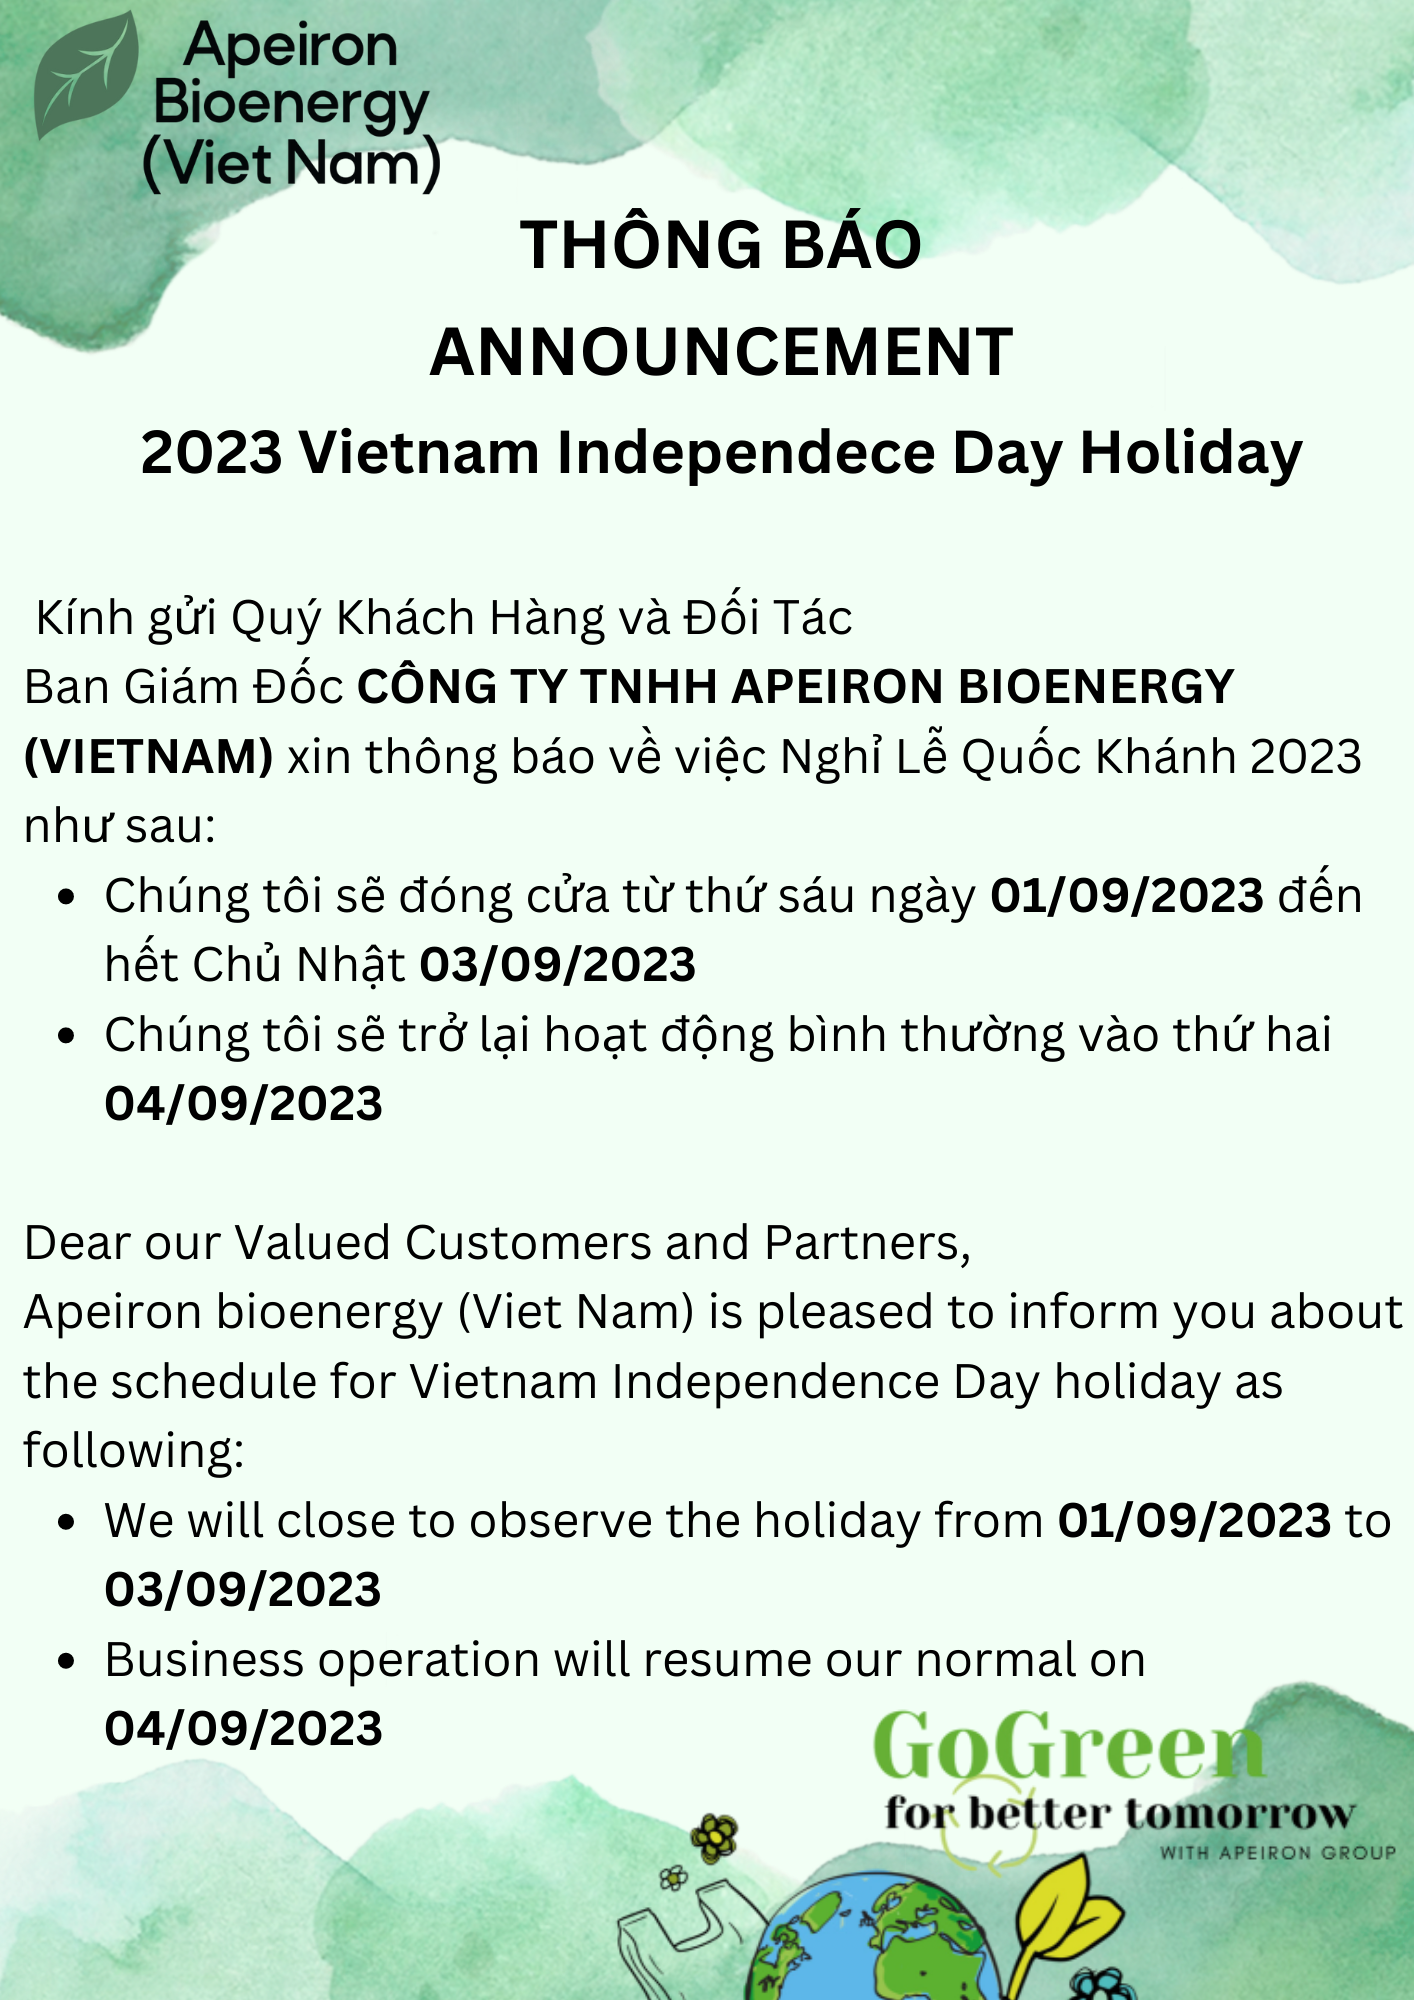 Apeiron
Bioenergy
(Viet Nam)
THÔNG BÁO
ANNOUNCEMENT
2023 Vietnam Independece Day Holiday
Kính gửi Quý Khách Hàng và Đối Tác
Ban Giám Đốc CÔNG TY TNHH APEIRON BIOENERGY
(VIETNAM) xin thông báo về việc Nghỉ Lễ Quốc Khánh 2023
như sau:
• Chúng tôi sẽ đóng cửa từ thứ sáu ngày 01/09/2023 đến
hết Chủ Nhật 03/09/2023
• Chúng tôi sẽ trở lại hoạt động bình thường vào thứ hai
04/09/2023
Dear our Valued Customers and Partners,
Apeiron bioenergy (Viet Nam) is pleased to inform you about
the schedule for Vietnam Independence Day holiday as
following:
• We will close to observe the holiday from 01/09/2023 to
03/09/2023
• Business operation will resume our normal on
04/09/2023
GoGreen
for better tomorrow
WITH APEIRON GROUP